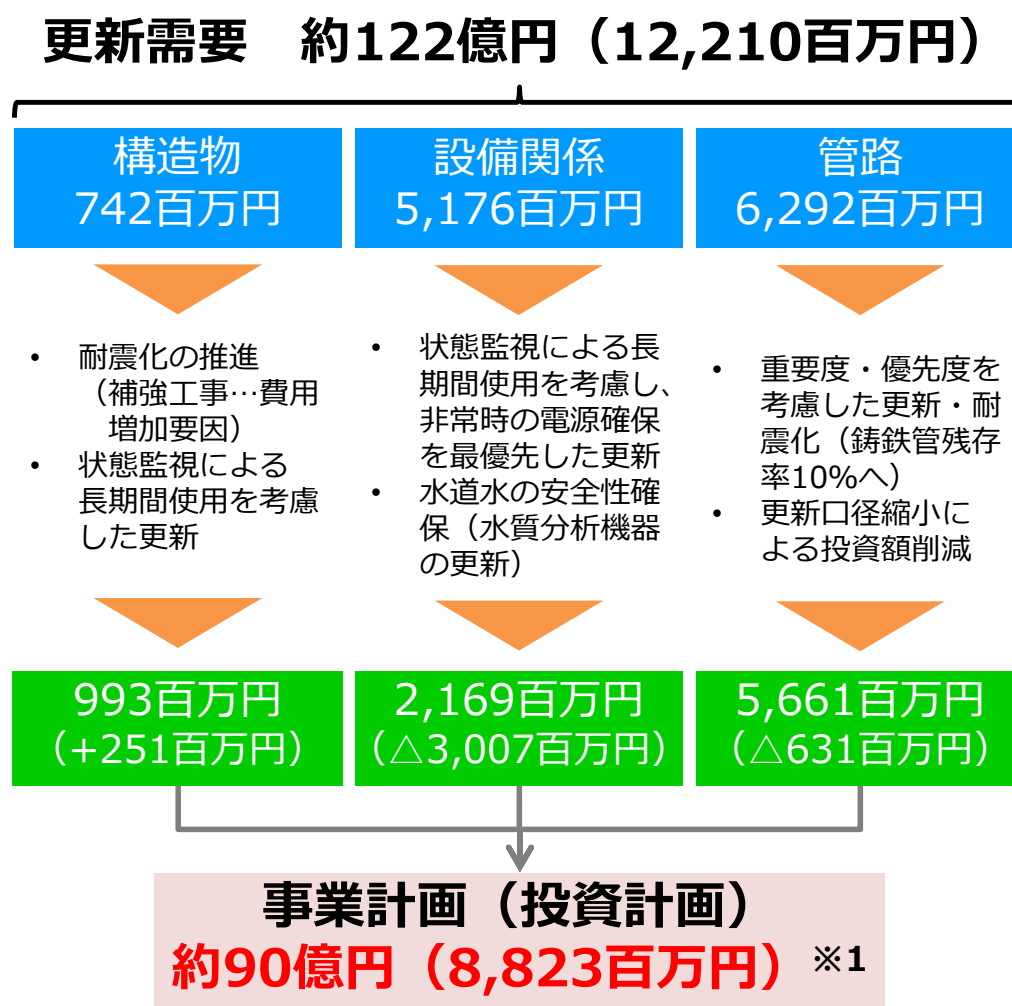 更新需要　約122億円（12,210百万円）
構造物
742百万円
設備関係
5,176百万円
管路
6,292百万円
• 耐震化の推進
（補強工事…費用
増加要因）
• 状態監視による
長期間使用を考慮
した更新
• 状態監視による長
期間使用を考慮し、
非常時の電源確保
を最優先した更新
• 水道水の安全性確
保（水質分析機器
の更新）
• 重要度・優先度を
考慮した更新・耐
震化（鋳鉄管残存
率10%へ）
• 更新口径縮小に
よる投資額削減
993百万円
（+251百万円）
2,169百万円
（△3,007百万円）
5,661百万円
（△631百万円）
事業計画（投資計画）
約90億円（8,823百万円）※1